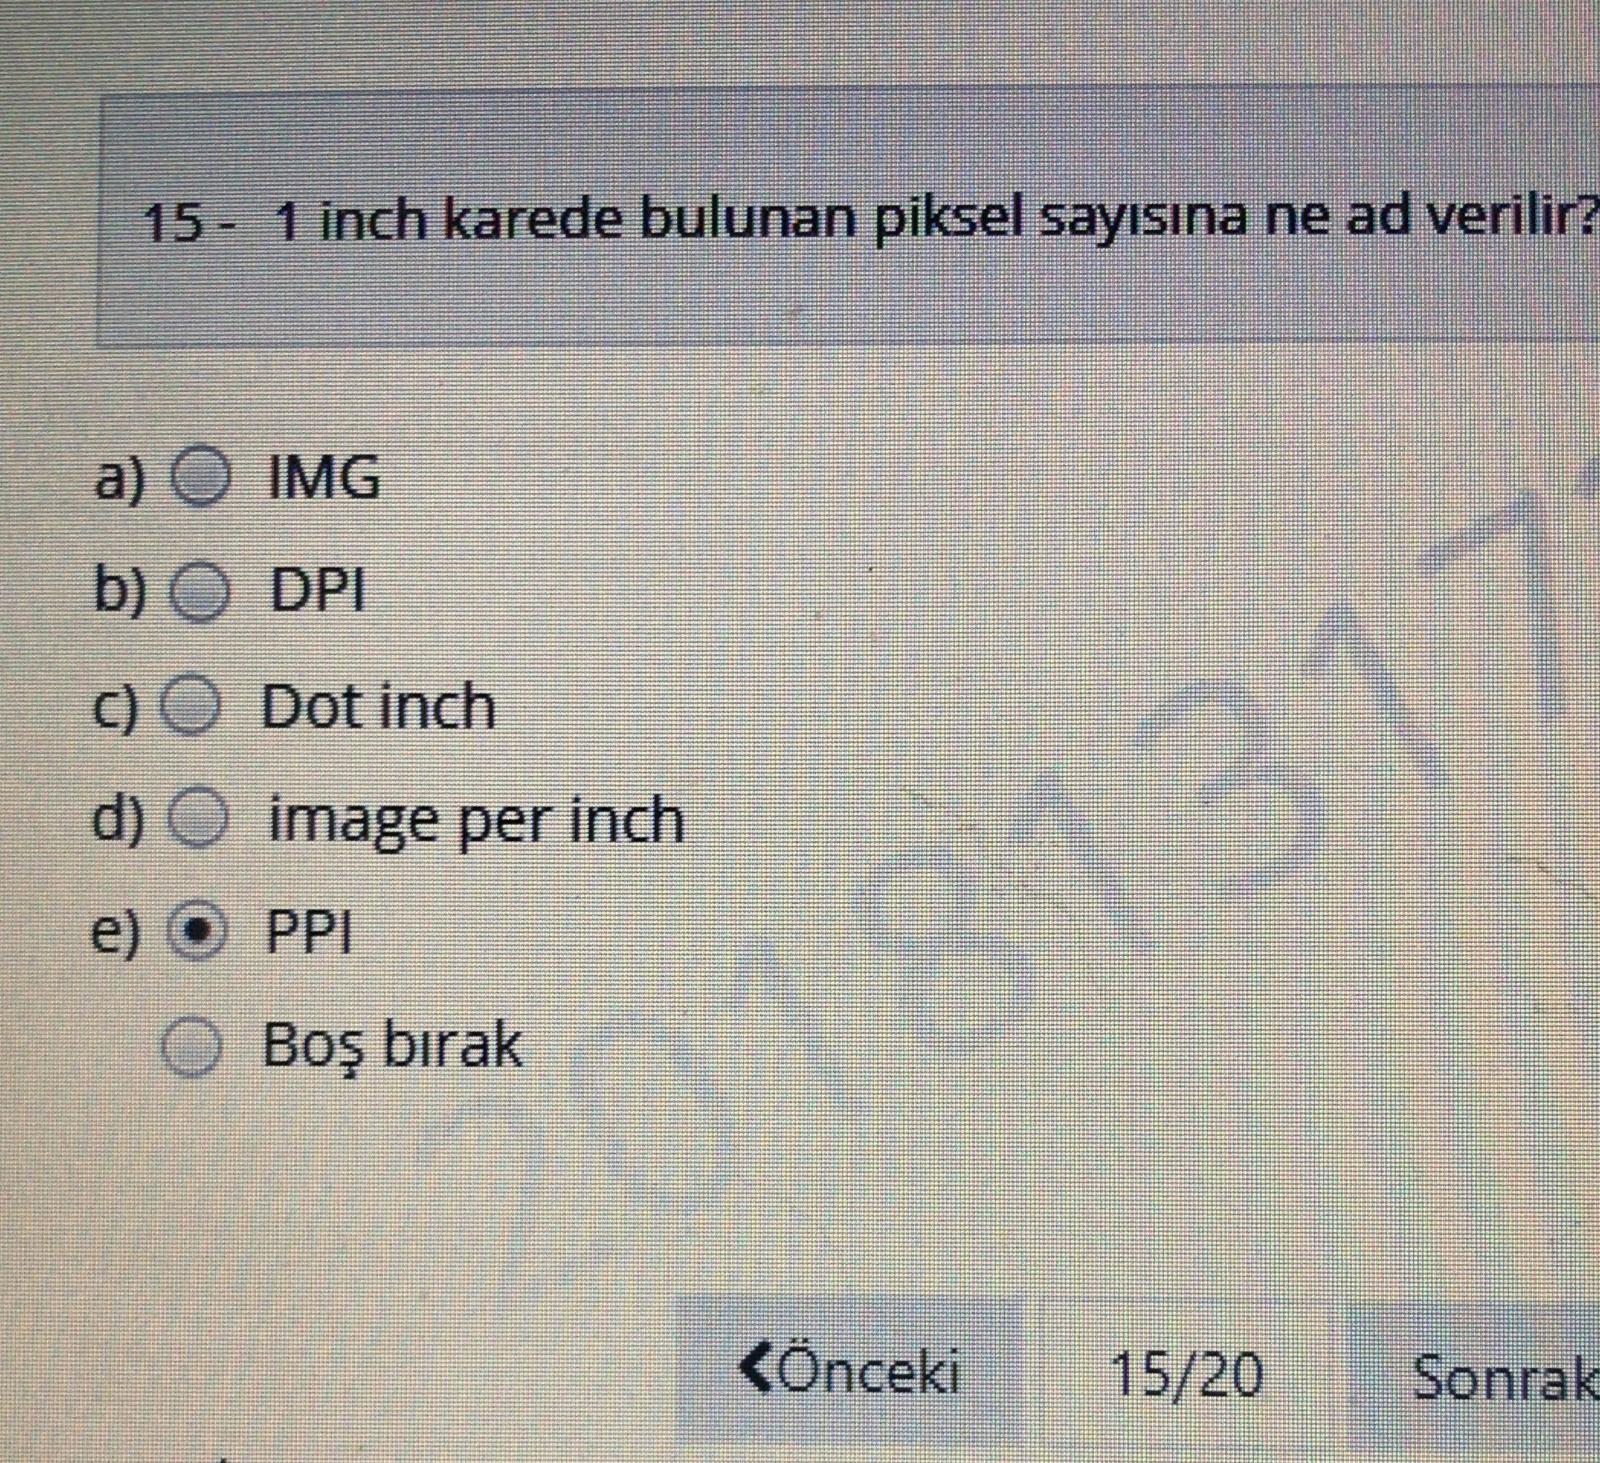 15 - 1 inch karede bulunan piksel sayısına ne ad verilir?
a) IMG
b) DPI
c) Dot inch
d) image per inch
e) PPI
Boş bırak
Önceki 15/20